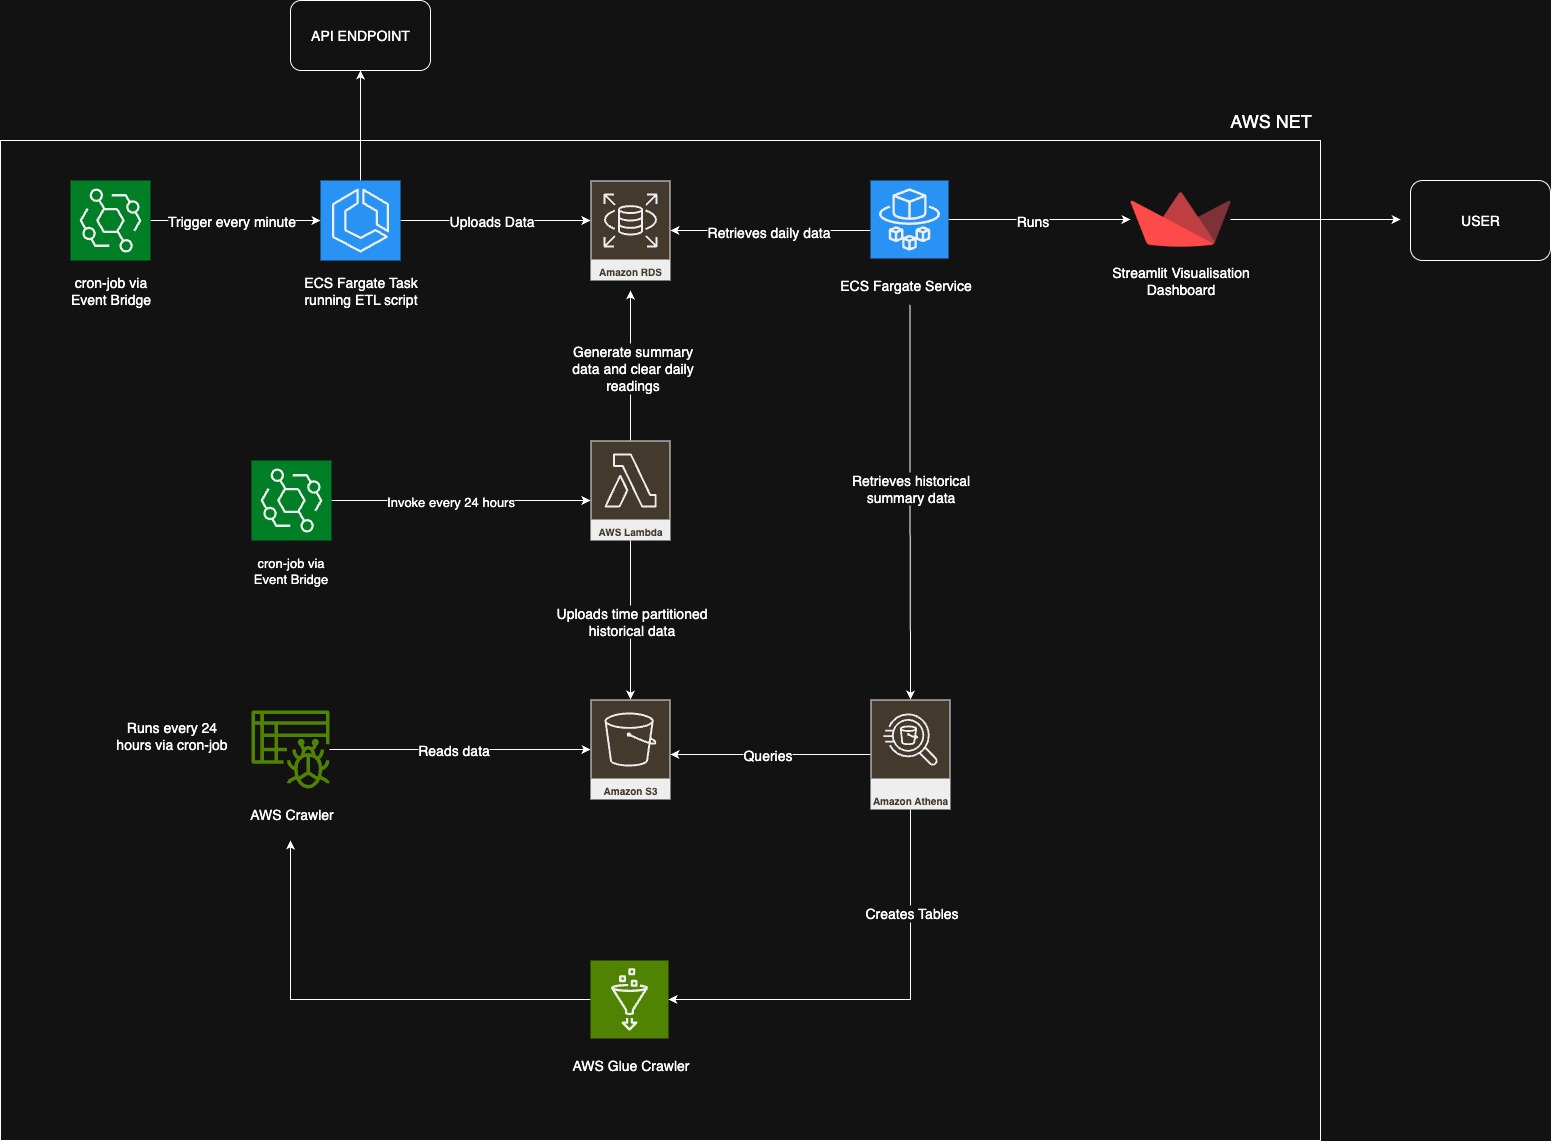 API ENDPOINT
AWS NET
Trigger every minute
Uploads Data
Retrieves daily data
Runs
USER
Amazon RDS
cron-job via
Event Bridge
ECS Fargate Task
running ETL script
ECS Fargate Service
Streamlit Visualisation
Dashboard
Generate summary
data and clear daily
readings
Invoke every 24 hours
AWS Lambda
Retrieves historical
summary data
cron-job via
Event Bridge
Uploads time partitioned
historical data
Runs every 24
hours via cron-job
Reads data
Queries
Amazon S3
Amazon Athena
AWS Crawler
Creates Tables
AWS Glue Crawler